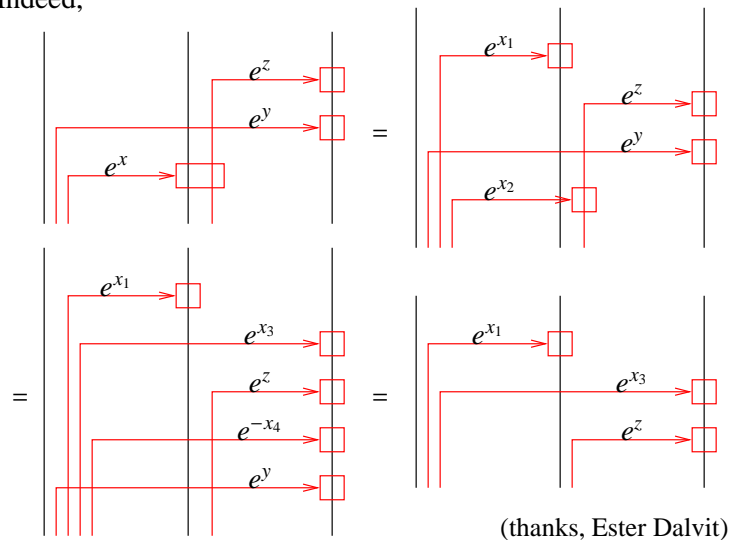 Indeed,
e^z
e^y
e^x
=
e^{x_1}
e^z
e^y
e^{x_2}
=
e^{x_1}
e^{x_3}
e^z
e^{-x_4}
e^y
=
e^{x_1}
e^{x_3}
e^z
(thanks, Ester Dalvit)